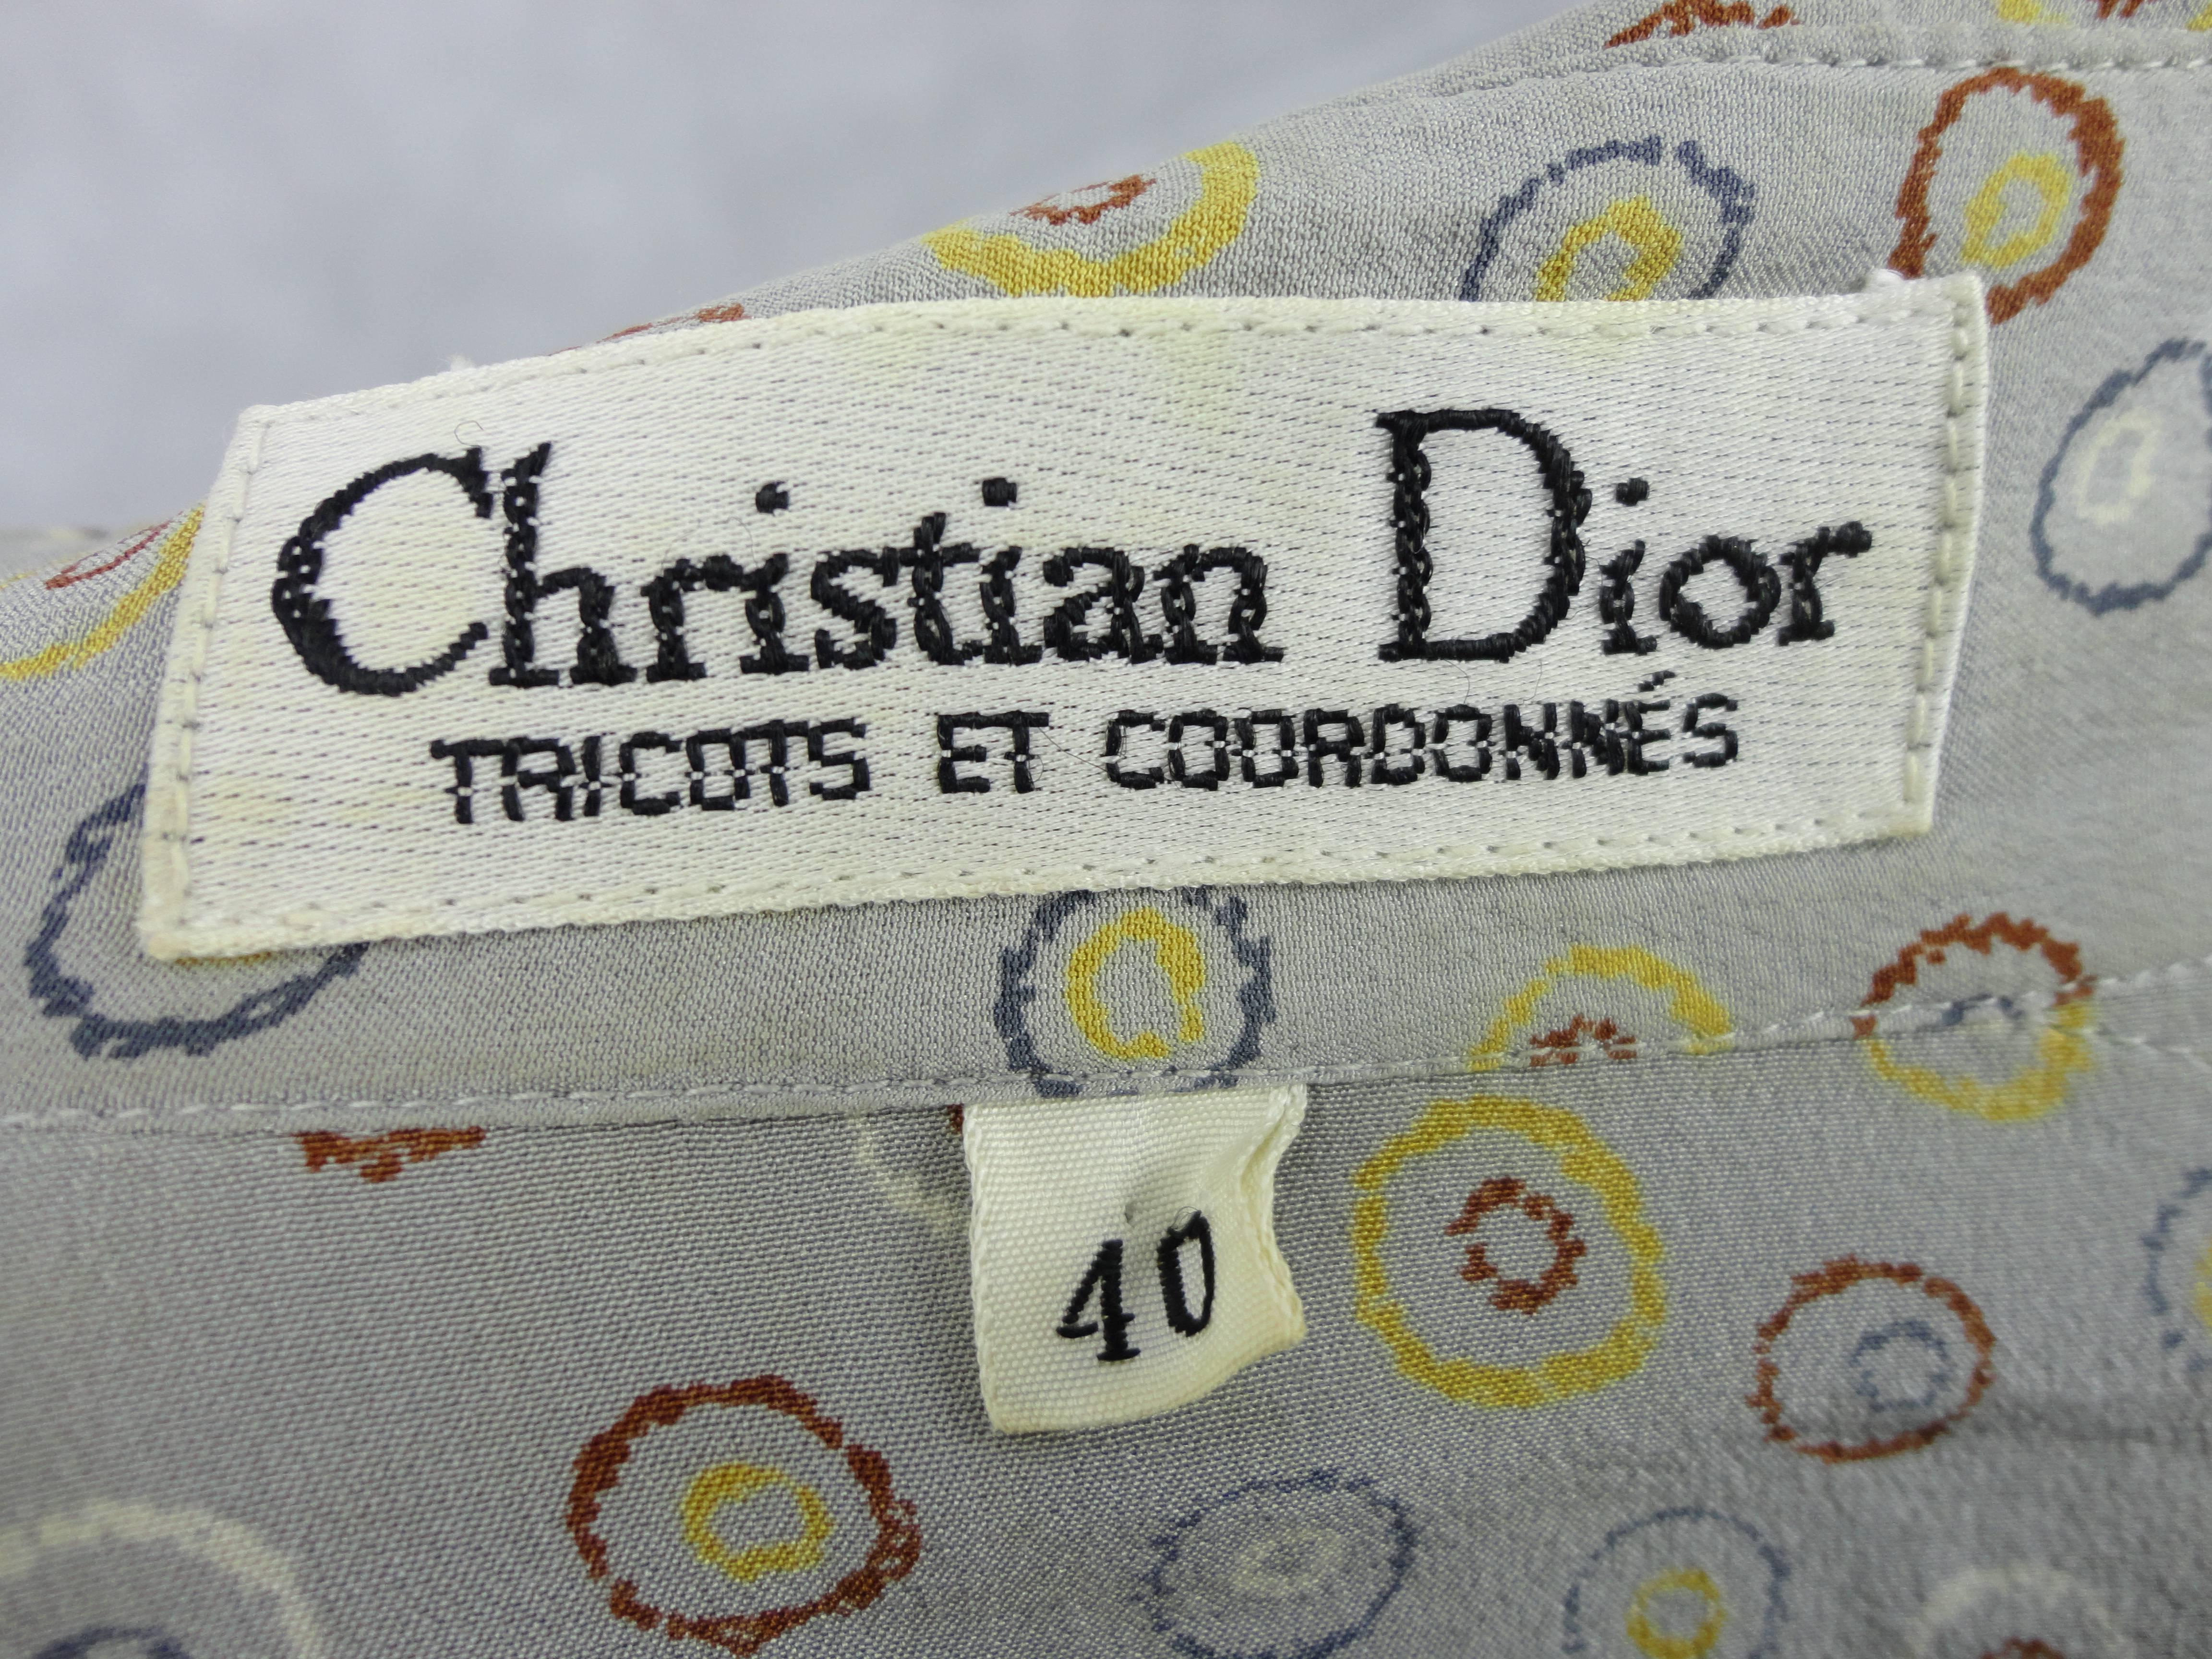 Christian Dior
TRICOTS ET COORDONNÉS
40